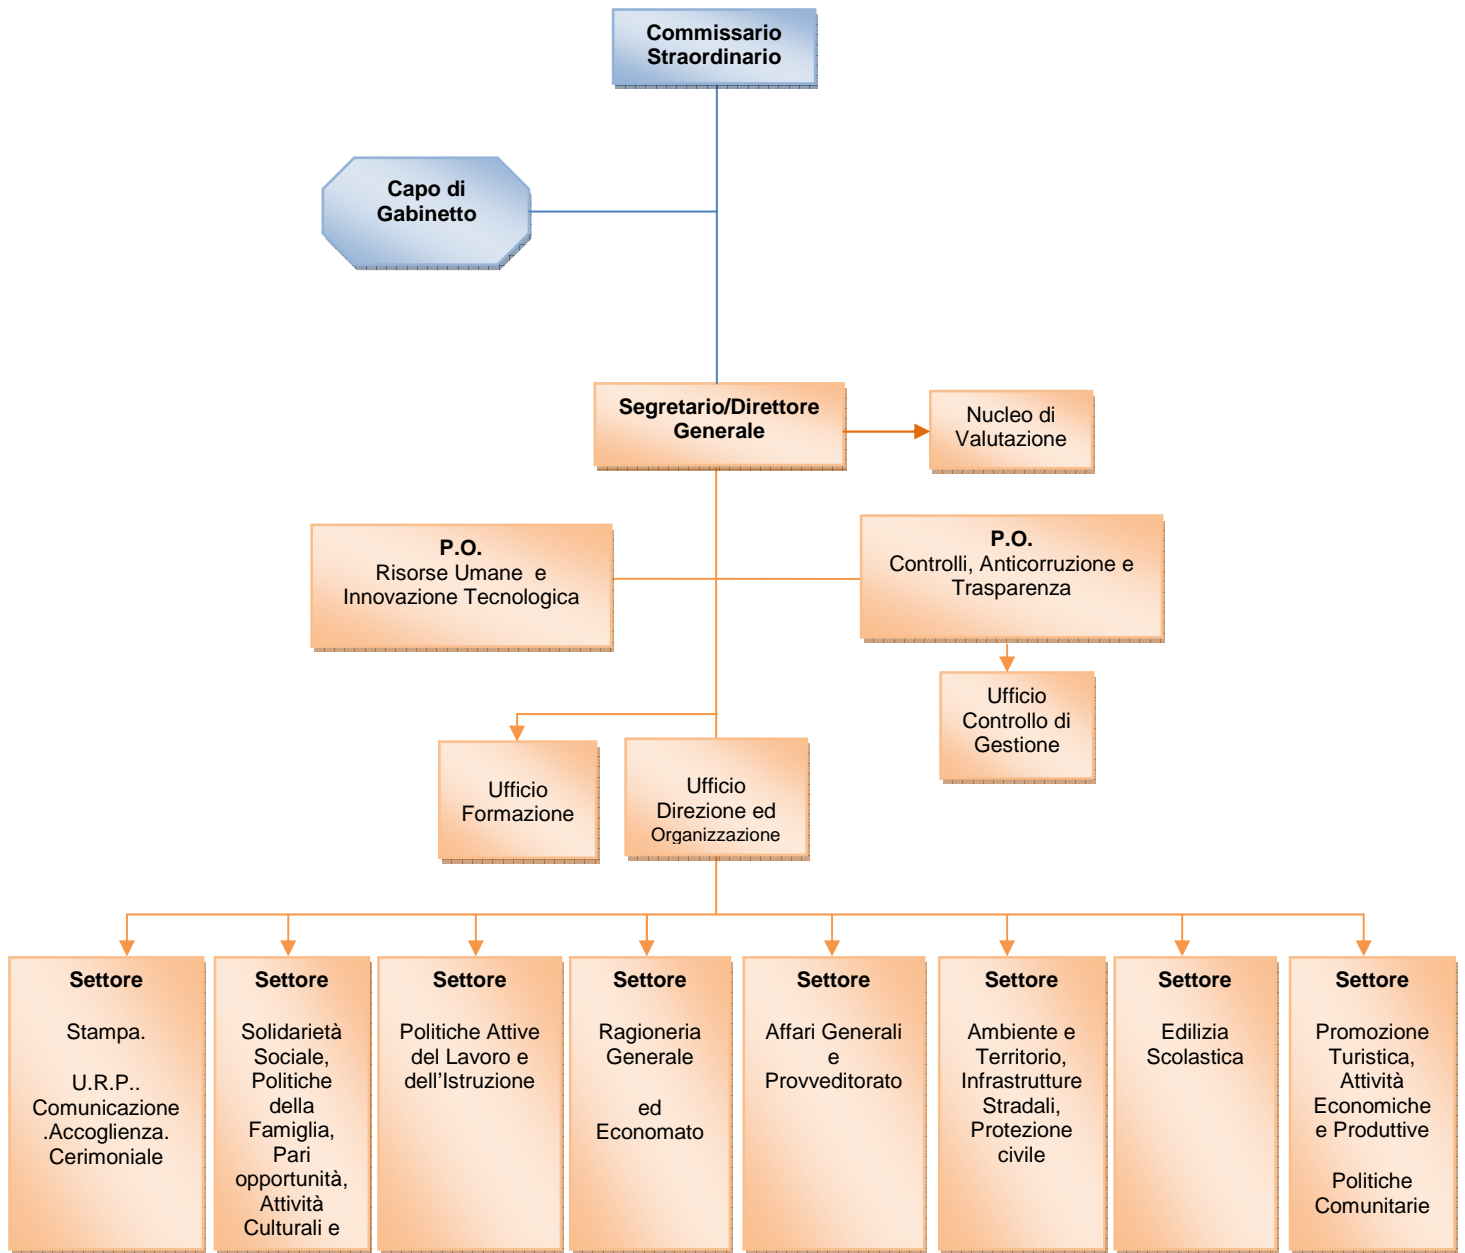 Commissario
Straordinario
Capo di
Gabinetto
Segretario/Direttore
Generale
Nucleo di
Valutazione
P.O.
Risorse Umane e
Innovazione Tecnologica
P.O.
Controlli, Anticorruzione e
Trasparenza
Ufficio
Controllo di
Gestione
Ufficio
Formazione
Ufficio
Direzione ed
Organizzazione
Settore
Stampa.
U.R.P..
Comunicazione
.Accoglienza.
Cerimoniale
Settore
Solidarietà
Sociale,
Politiche
della
Famiglia,
Pari
opportunità,
Attività
Culturali e
Settore
Politiche Attive
del Lavoro e
dell'Istruzione
Settore
Ragioneria
Generale
ed
Economato
Settore
Affari Generali
e
Provveditorato
Settore
Ambiente e
Territorio,
Infrastrutture
Stradali,
Protezione
civile
Settore
Edilizia
Scolastica
Settore
Promozione
Turistica,
Attività
Economiche
e Produttive
Politiche
Comunitarie